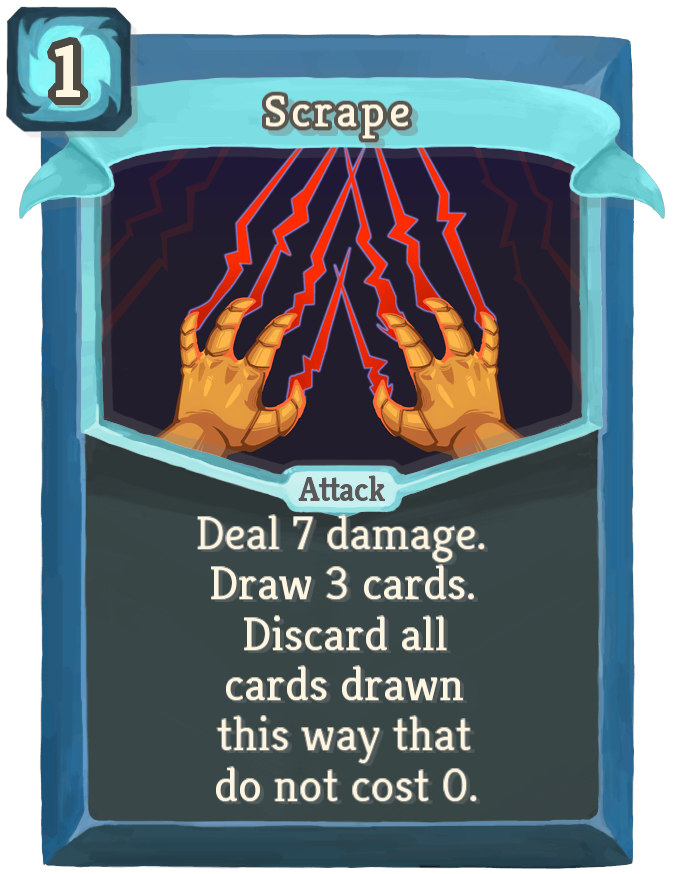 1
Scrape
Attack
Deal 7 damage.
Draw 3 cards.
Discard all
cards drawn
this way that
do not cost 0.